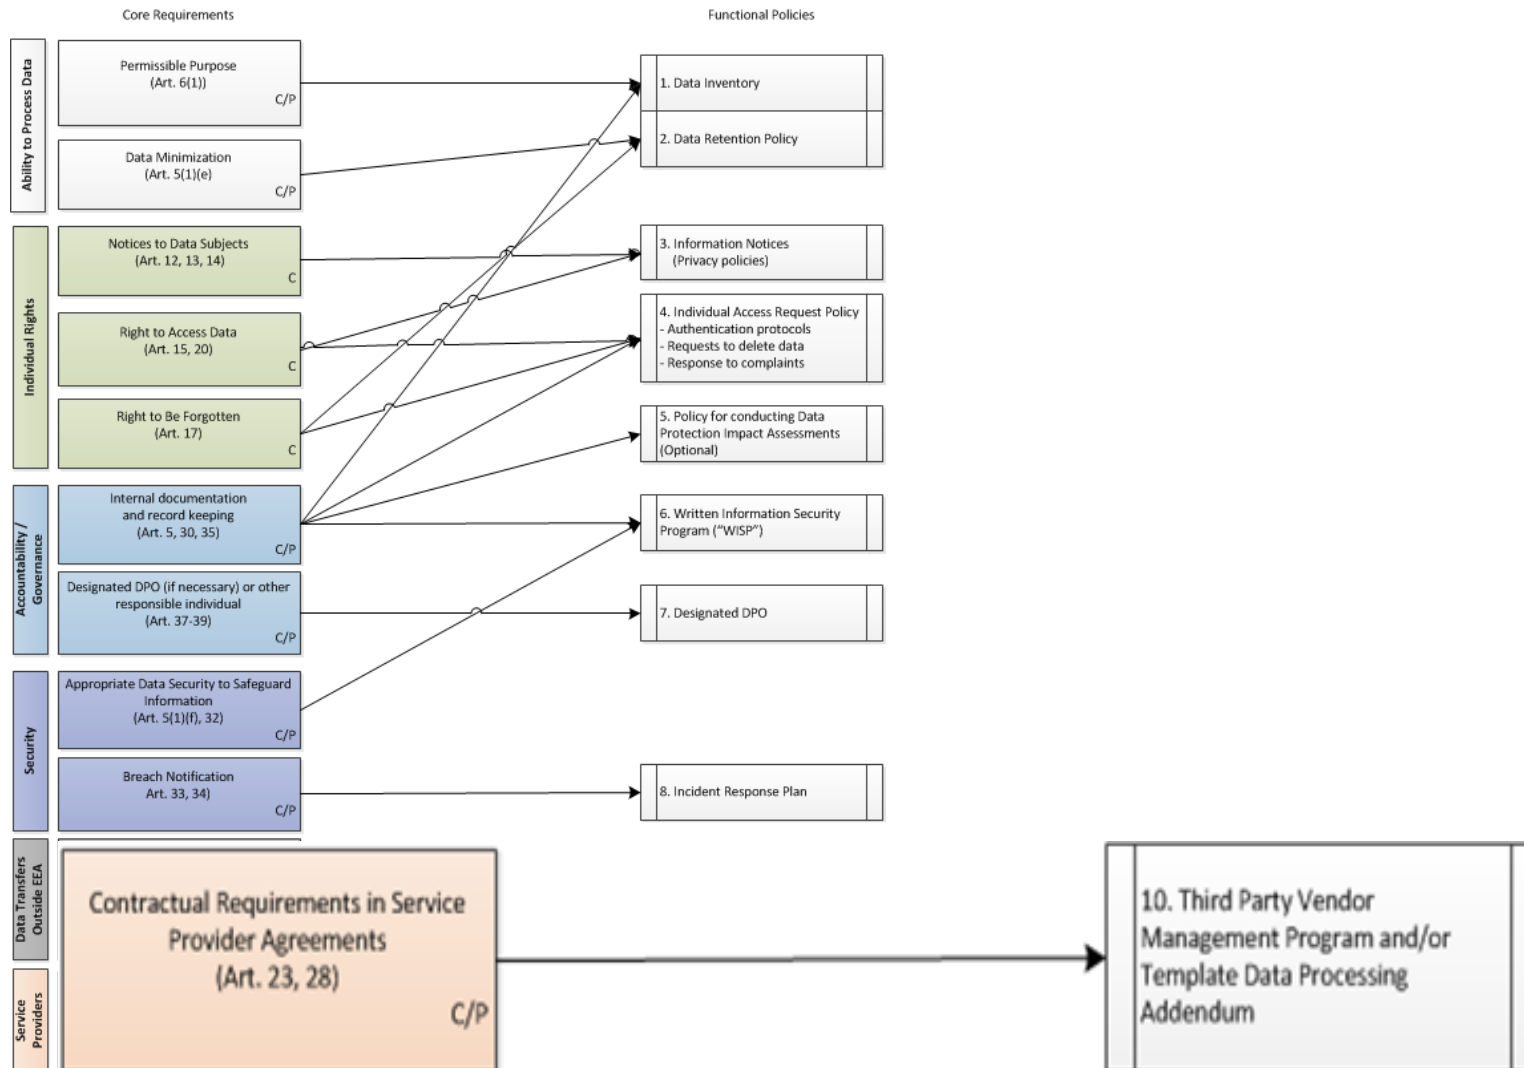 Core Requirements
Functional Policies
Ability to Process Data
Permissible Purpose
(Art. 6(1))
C/P
1. Data Inventory
Data Minimization
(Art. 5(1)(e)
C/P
2. Data Retention Policy
Individual Rights
Notices to Data Subjects
(Art. 12, 13, 14)
C
3. Information Notices
(Privacy policies)
Right to Access Data
(Art. 15, 20)
C
4. Individual Access Request Policy
- Authentication protocols
- Requests to delete data
- Response to complaints
Right to Be Forgotten
(Art. 17)
C
5. Policy for conducting Data
Protection Impact Assessments
(Optional)
Accountability /
Governance
Internal documentation
and record keeping
(Art. 5, 30, 35)
C/P
6. Written Information Security
Program (“WISP”)
Designated DPO (if necessary) or other
responsible individual
(Art. 37-39)
C/P
7. Designated DPO
Security
Appropriate Data Security to Safeguard
Information
(Art. 5(1)(f), 32)
C/P
Breach Notification
Art. 33, 34)
C/P
8. Incident Response Plan
Data Transfers
Outside EEA
Service
Providers
Contractual Requirements in Service
Provider Agreements
(Art. 23, 28)
C/P
10. Third Party Vendor
Management Program and/or
Template Data Processing
Addendum